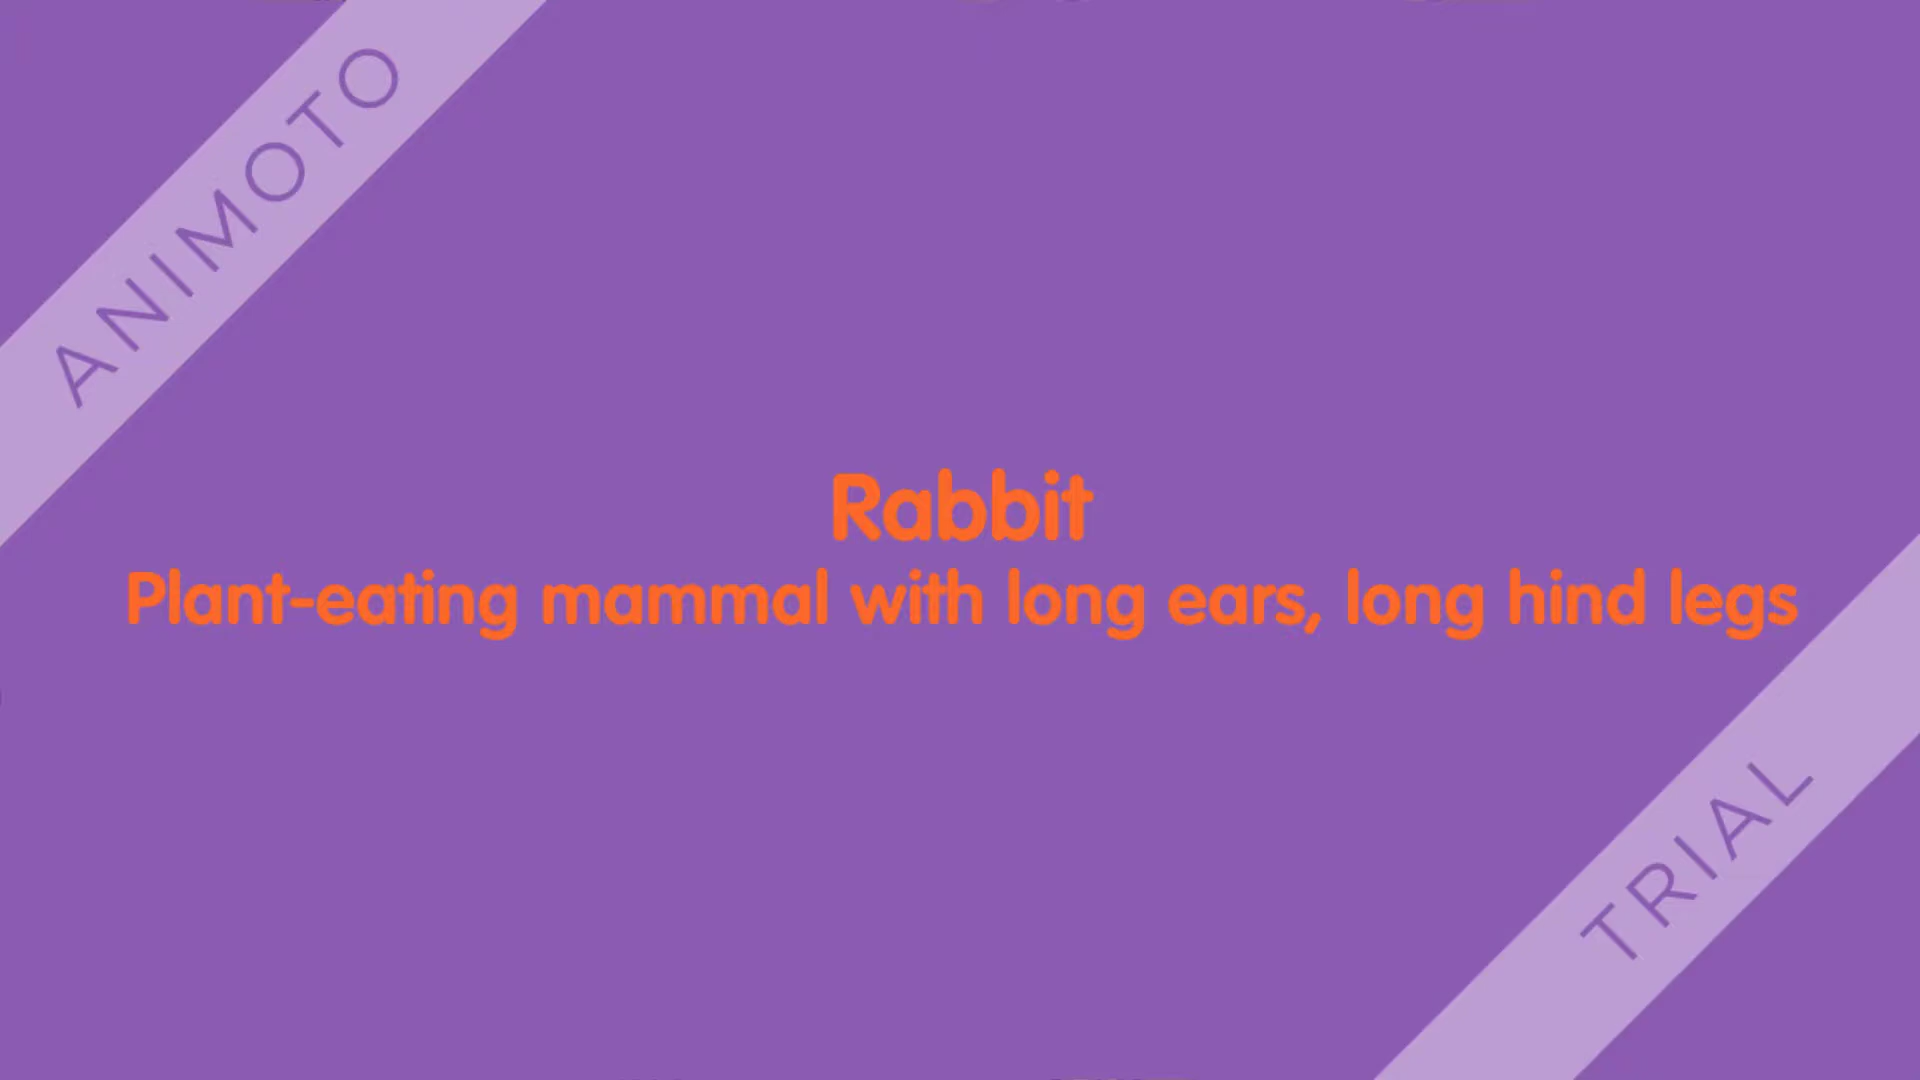 ANIMOTO
Rabbit
Plant-eating mammal with long ears, long hind legs
TRIAL